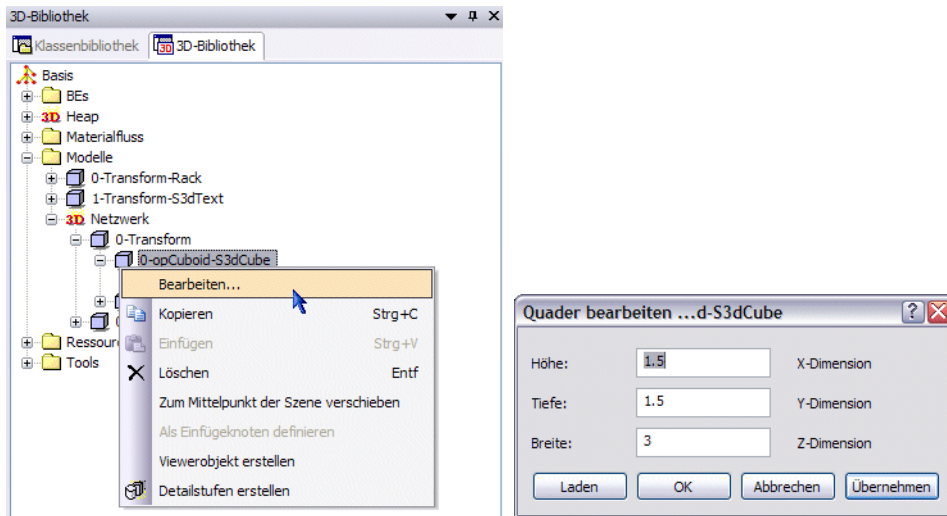 3D-Bibliothek
Klassenbibliothek 3D-Bibliothek
Basis
BEs
3D Heap
Materialfluss
Modelle
0-Transform-Rack
1-Transform-S3dText
3D Netzwerk
0-Transform
0-opCuboid-S3dCube
Bearbeiten...
Kopieren Strg+C
Einfügen Strg+V
Ressour
Tools
Löschen Entf
Zum Mittelpunkt der Szene verschieben
Als Einfügeknoten definieren
Viewerobjekt erstellen
Detailstufen erstellen
Quader bearbeiten ...d-S3dCube
Höhe: 1.5 X-Dimension
Tiefe: 1.5 Y-Dimension
Breite: 3 Z-Dimension
Laden OK Abbrechen Übernehmen